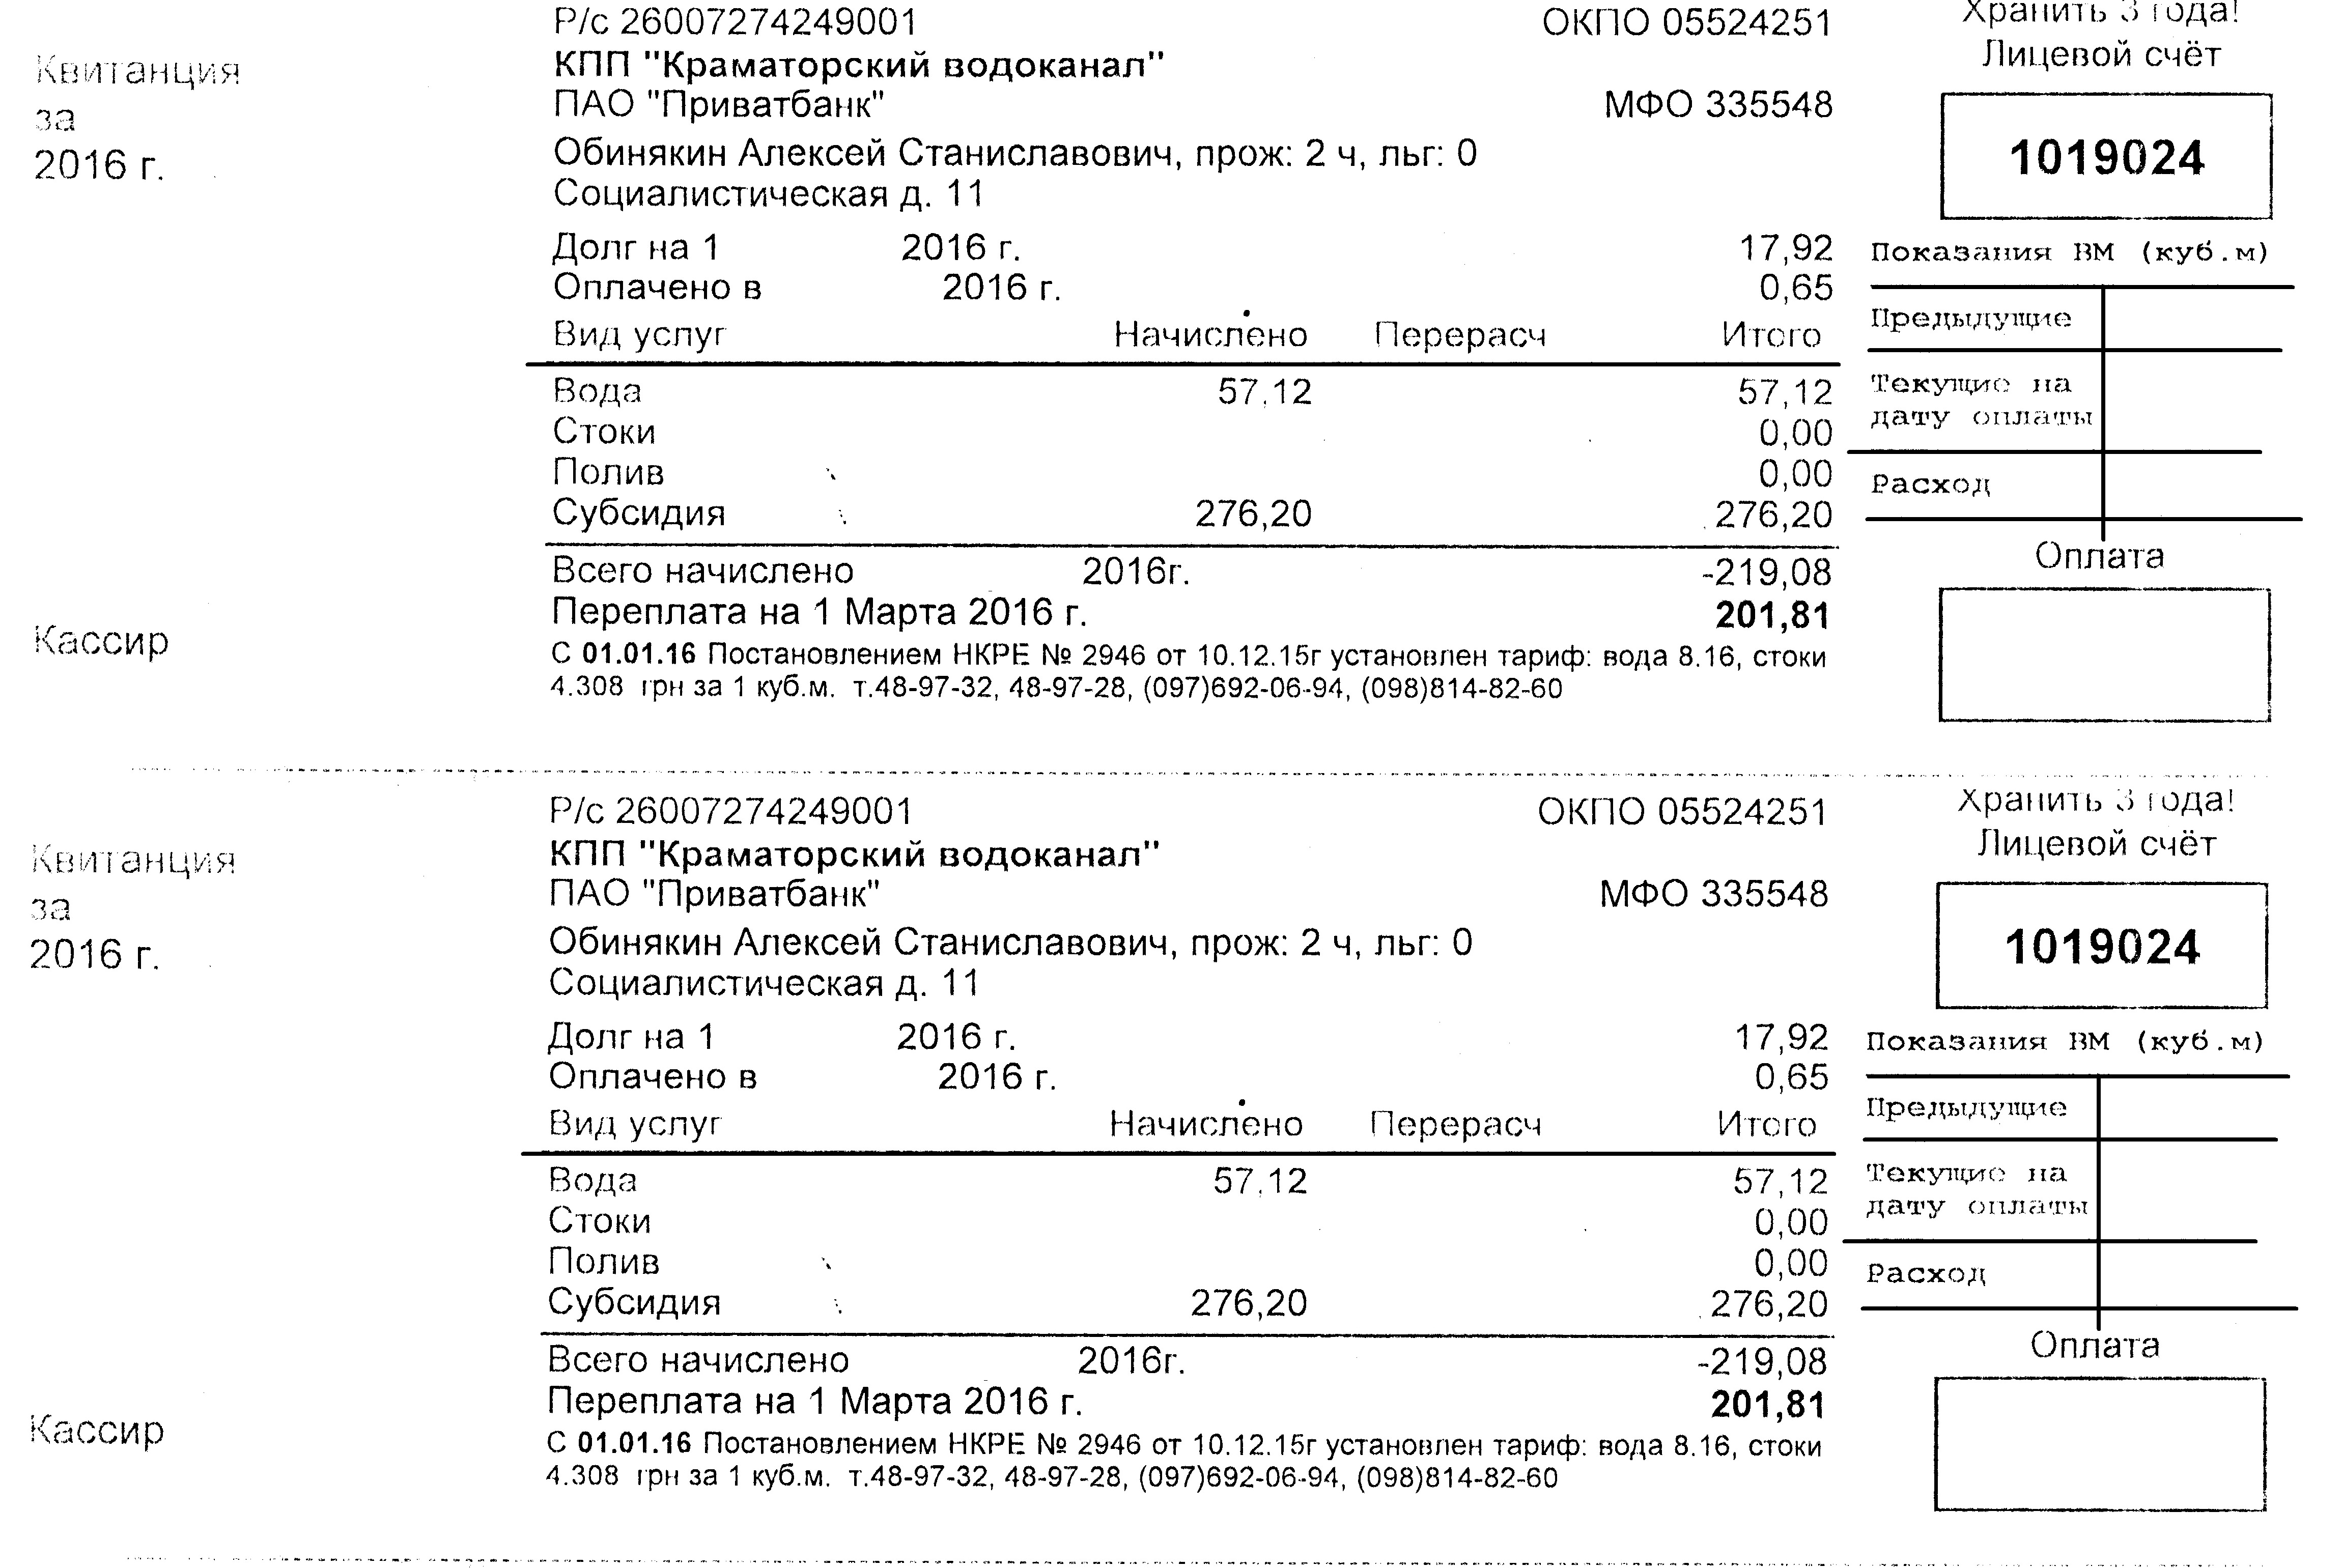 Р/с 26007274249001 ОКПО 05524251 Хранить 3 года!
Квитанция КПП "Краматорский водоканал" Лицевой счёт
за ПАО "Приватбанк" МФО 335548
2016 г. Обинякин Алексей Станиславович, прож: 2 ч, льг: 0 1019024
Социалистическая д. 11
Долг на 1 2016 г. 17,92 Показания ВМ (куб.м)
Оплачено в 2016 г. 0,65
Вид услуг Начислено Перерасч Итого Предыдущие
Вода 57,12 57,12 Текущие на
Стоки 0,00 дату оплаты
Полив 0,00 Расход
Субсидия 276,20 276,20
Всего начислено 2016г. -219,08 Оплата
Переплата на 1 Марта 2016 г. 201,81
Кассир С 01.01.16 Постановлением НКРЕ № 2946 от 10.12.15г установлен тариф: вода 8.16, стоки
4.308 грн за 1 куб.м. т.48-97-32, 48-97-28, (097)692-06-94, (098)814-82-60
Р/с 26007274249001 ОКПО 05524251 Хранить 3 года!
Квитанция КПП "Краматорский водоканал" Лицевой счёт
за ПАО "Приватбанк" МФО 335548
2016 г. Обинякин Алексей Станиславович, прож: 2 ч, льг: 0 1019024
Социалистическая д. 11
Долг на 1 2016 г. 17,92 Показания ВМ (куб.м)
Оплачено в 2016 г. 0,65
Вид услуг Начислено Перерасч Итого Предыдущие
Вода 57,12 57,12 Текущие на
Стоки 0,00 дату оплаты
Полив 0,00 Расход
Субсидия 276,20 276,20
Всего начислено 2016г. -219,08 Оплата
Переплата на 1 Марта 2016 г. 201,81
Кассир С 01.01.16 Постановлением НКРЕ № 2946 от 10.12.15г установлен тариф: вода 8.16, стоки
4.308 грн за 1 куб.м. т.48-97-32, 48-97-28, (097)692-06-94, (098)814-82-60